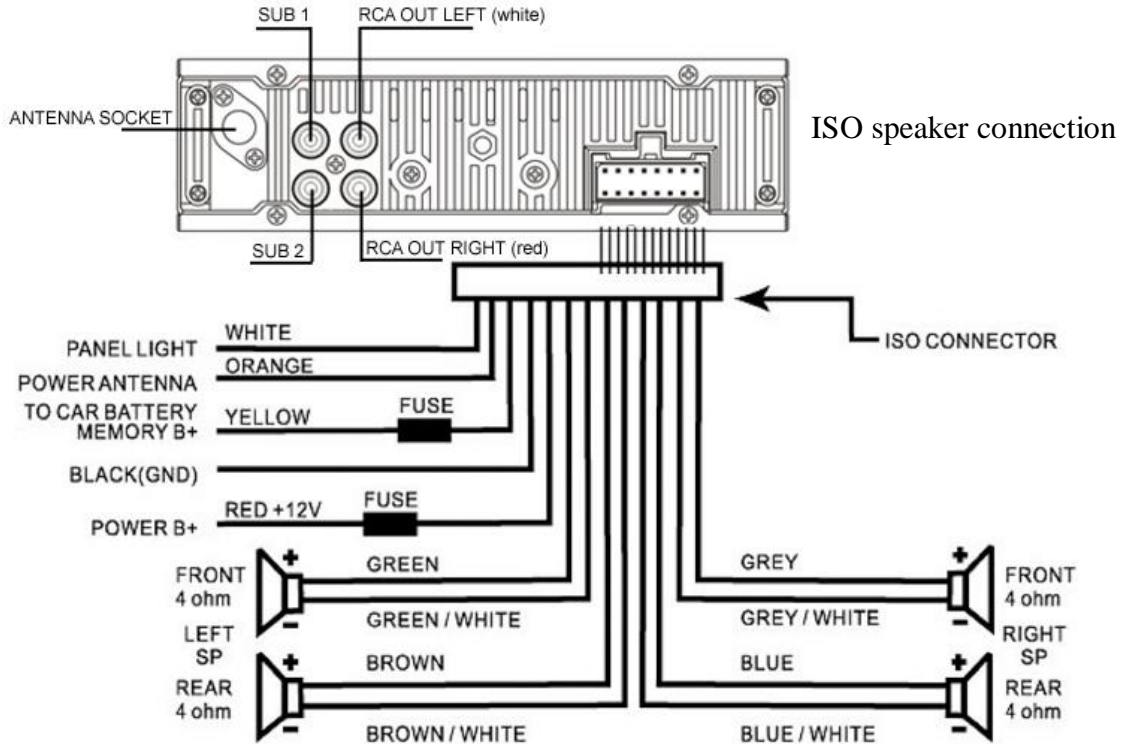 SUB 1
RCA OUT LEFT (white)
ANTENNA SOCKET
ISO speaker connection
SUB 2
RCA OUT RIGHT (red)
ISO CONNECTOR
PANEL LIGHT
WHITE
POWER ANTENNA
ORANGE
TO CAR BATTERY
MEMORY B+
YELLOW
FUSE
BLACK(GND)
POWER B+
RED +12V
FUSE
FRONT
4 ohm
+
-
GREEN
GREEN / WHITE
LEFT
SP
REAR
4 ohm
+
-
BROWN
BROWN / WHITE
GREY
GREY / WHITE
+
-
FRONT
4 ohm
RIGHT
SP
BLUE
BLUE / WHITE
+
-
REAR
4 ohm